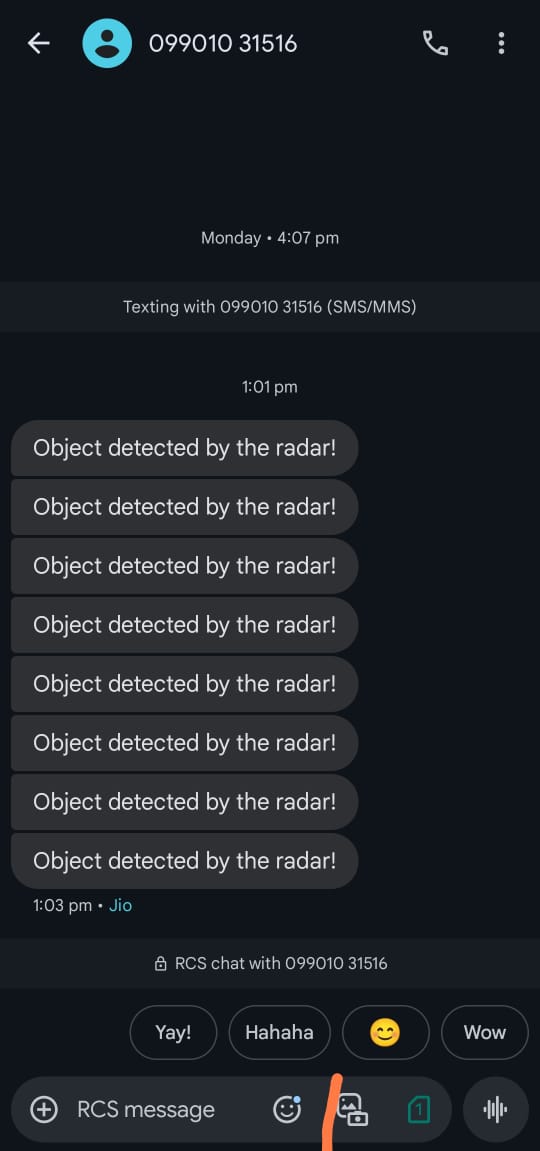 099010 31516
Monday • 4:07 pm
Texting with 099010 31516 (SMS/MMS)
1:01 pm
Object detected by the radar!
Object detected by the radar!
Object detected by the radar!
Object detected by the radar!
Object detected by the radar!
Object detected by the radar!
Object detected by the radar!
Object detected by the radar!
1:03 pm • Jio
RCS chat with 099010 31516
Yay! Hahaha 😊 Wow
RCS message 1